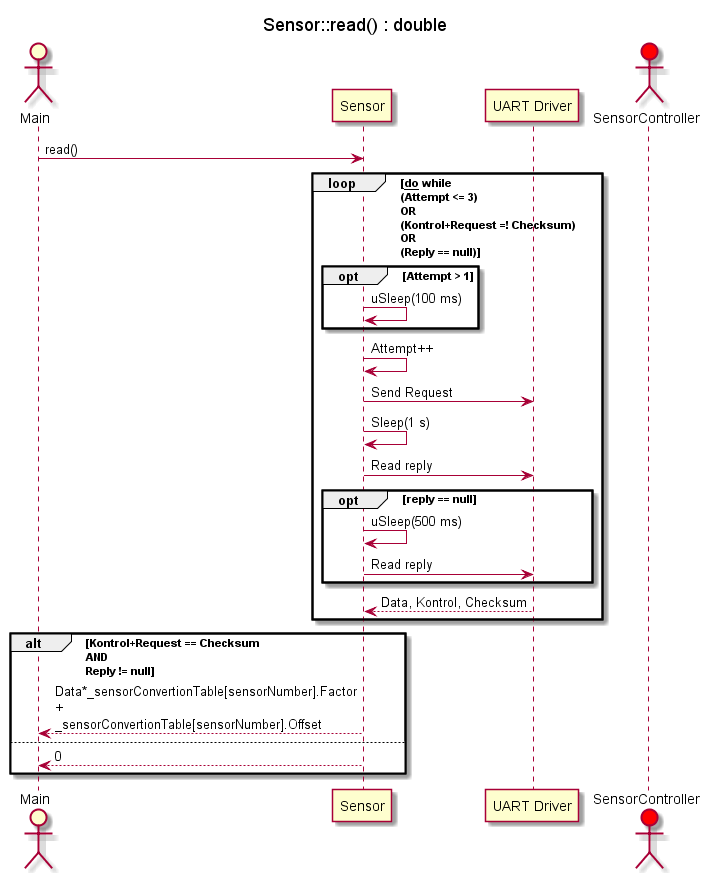 Sensor::read() : double
Main
Sensor
UART Driver
SensorController
read()
loop
[do while
(Attempt <= 3)
OR
(Kontrol+Request =! Checksum)
OR
(Reply == null)]
opt
[Attempt > 1]
uSleep(100 ms)
Attempt++
Send Request
Sleep(1 s)
Read reply
opt
[reply == null]
uSleep(500 ms)
Read reply
Data, Kontrol, Checksum
alt
[Kontrol+Request == Checksum
AND
Reply != null]
Data*_sensorConvertionTable[sensorNumber].Factor
+
_sensorConvertionTable[sensorNumber].Offset
0
Main
Sensor
UART Driver
SensorController